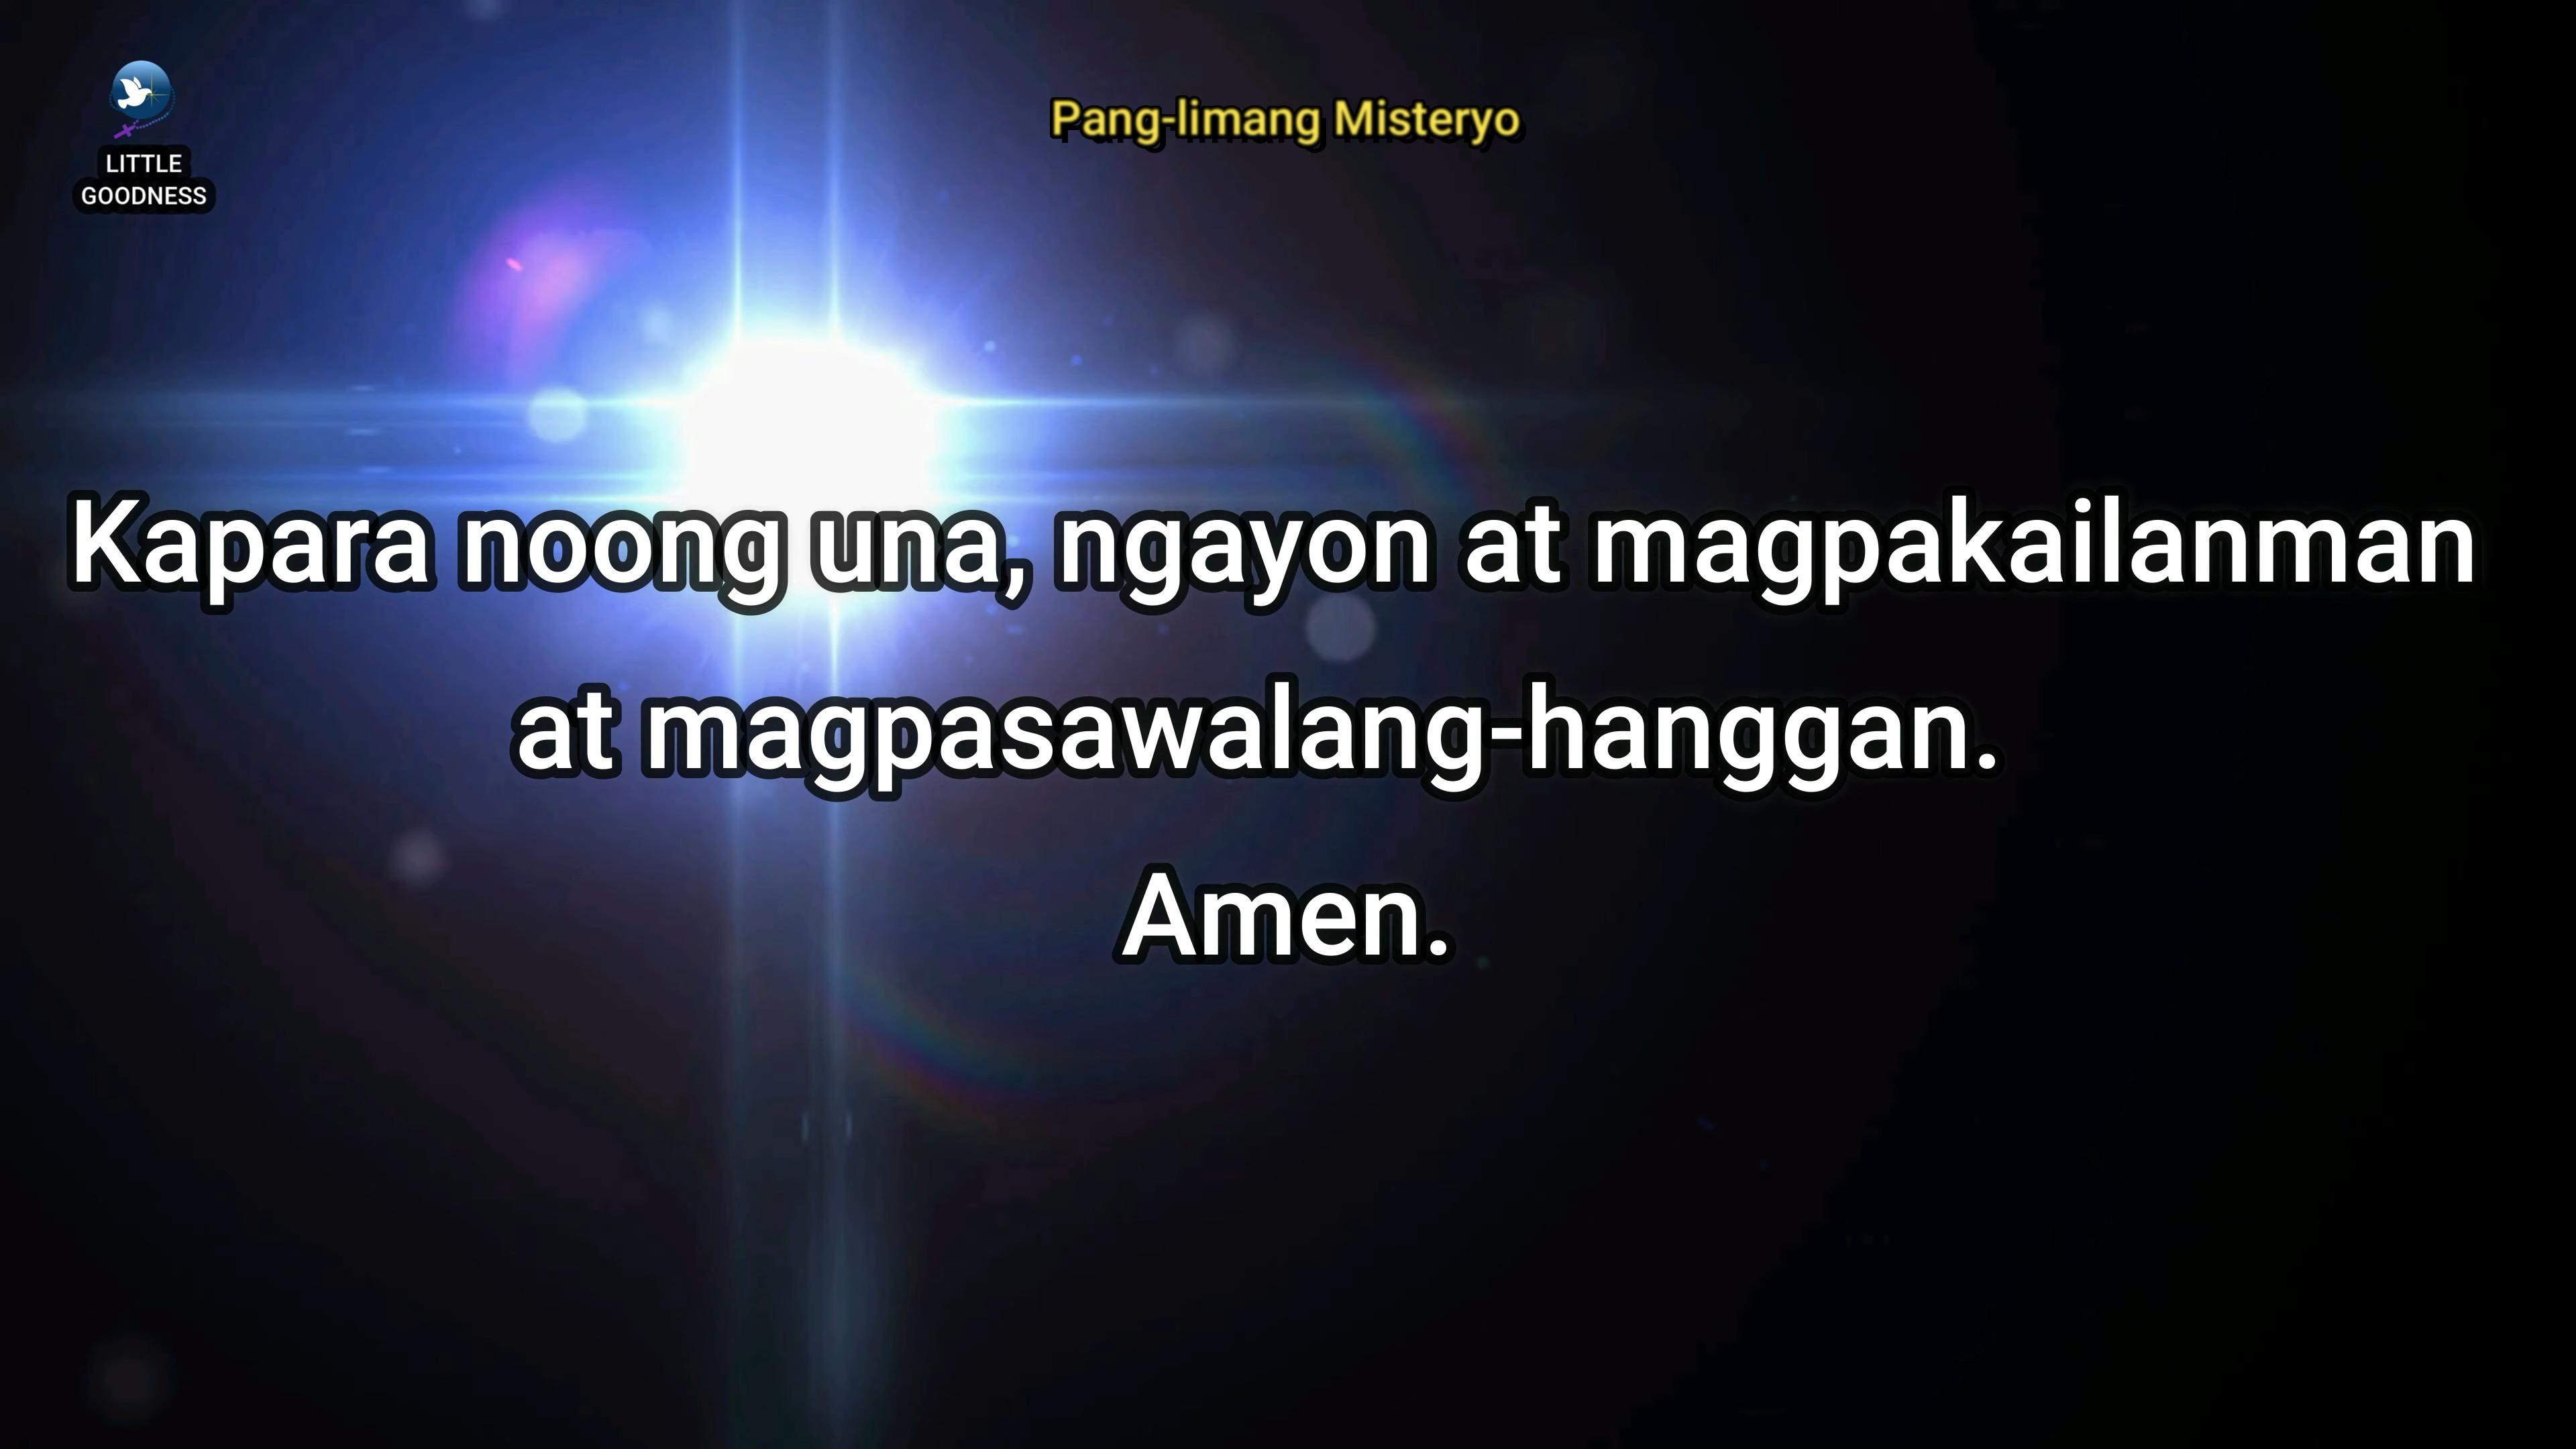 LITTLE
GOODNESS
Pang-limang Misteryo
Kapara noong una, ngayon at magpakailanman
at magpasawalang-hanggan.
Amen.